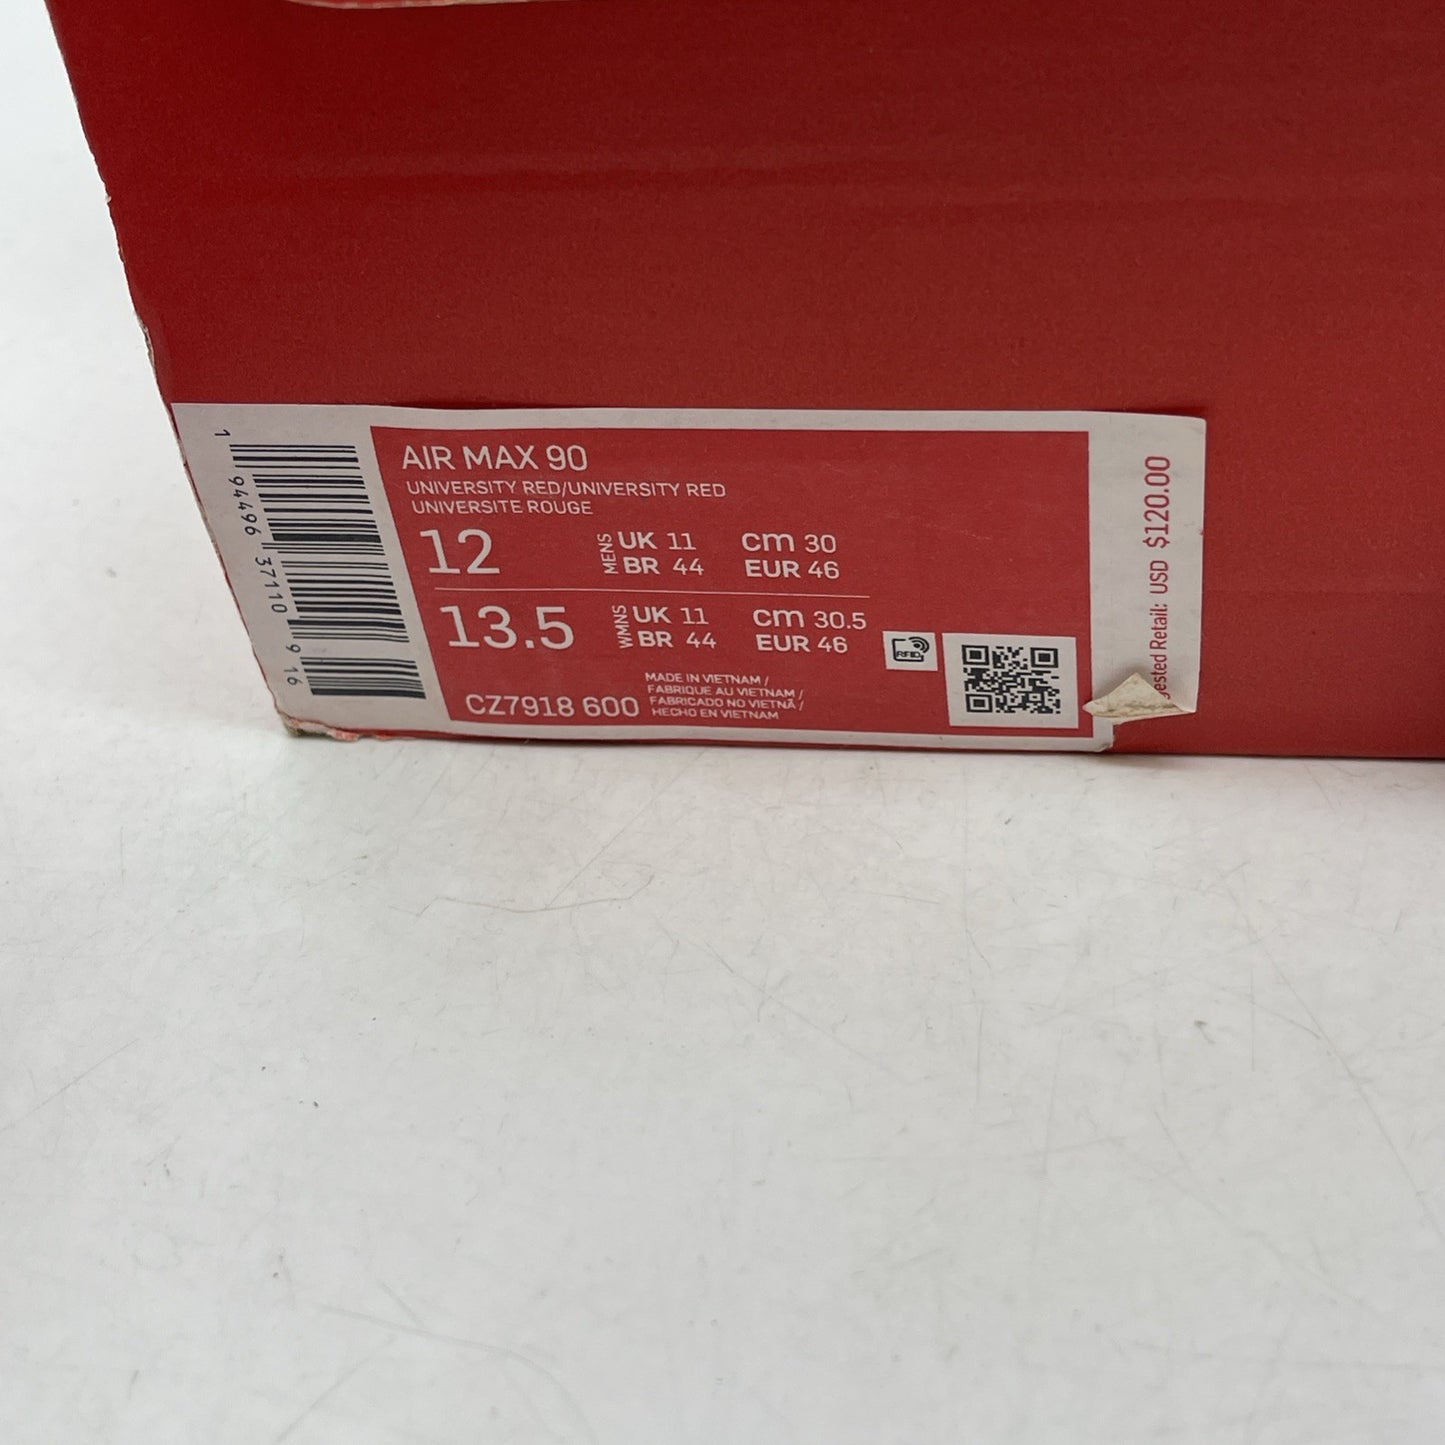 AIR MAX 90
UNIVERSITY RED/UNIVERSITY RED
UNIVERSITE ROUGE
12 MENS UK 11 cm 30
BR 44 EUR 46
13.5 WMNS UK 11 cm 30.5
BR 44 EUR 46
CZ7918 600
MADE IN VIETNAM /
FABRIQUE AU VIETNAM /
FABRICADO NO VIETNÃ /
HECHO EN VIETNAM
RFID
1 94496 37110 9 16
gested Retail: USD $120.00